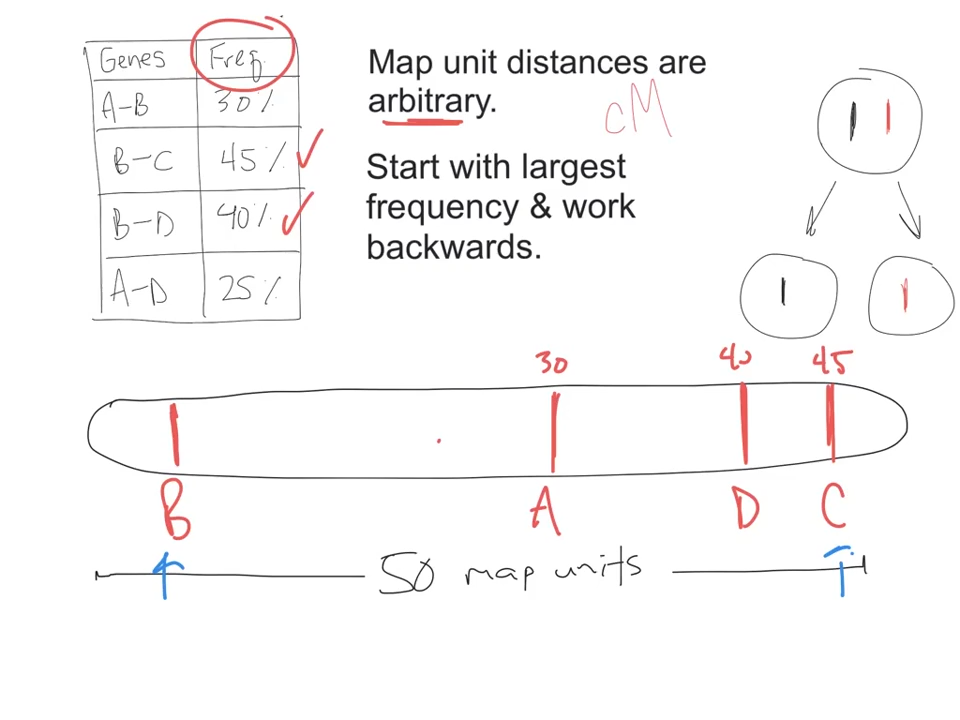 Genes Freq.
A-B 30%
B-C 45%
B-D 40%
A-D 25%
Map unit distances are
arbitrary.
cM
Start with largest
frequency & work
backwards.
30 40 45
B A D C
50 map units